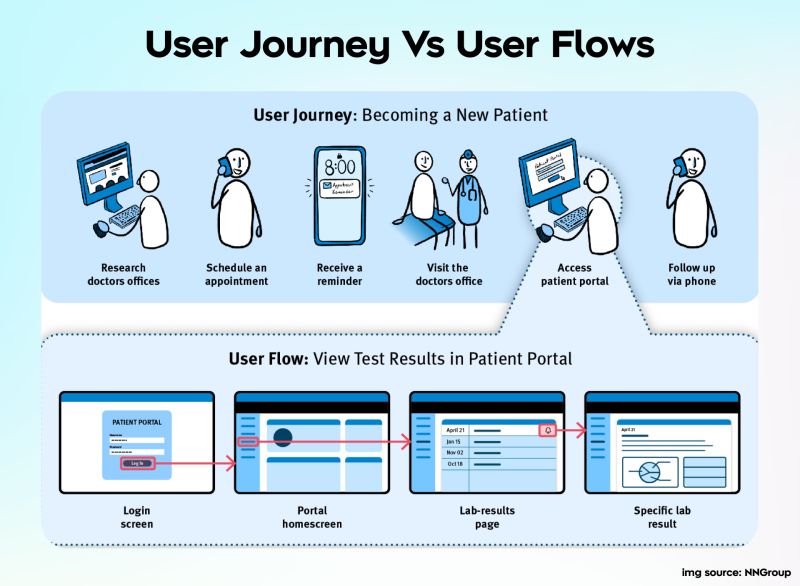 User Journey Vs User Flows
User Journey: Becoming a New Patient
8:00
Reminder
Patient Portal
Research
doctors offices
Schedule an
appointment
Receive a
reminder
Visit the
doctors office
Access
patient portal
Follow up
via phone
User Flow: View Test Results in Patient Portal
PATIENT PORTAL
Password
Log In
April 21
Jan 15
Nov 02
Oct 18
April 21
Login
screen
Portal
homescreen
Lab-results
page
Specific lab
result
img source: NNGroup